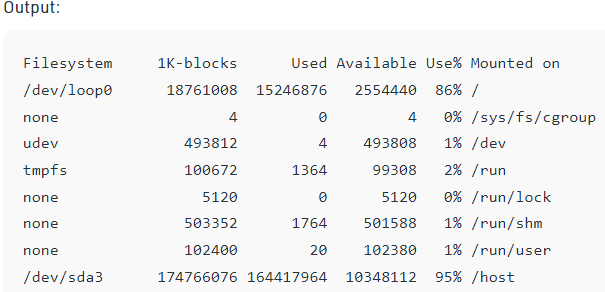 Output:
Filesystem 1K-blocks Used Available Use% Mounted on
/dev/loop0 18761008 15246876 2554440 86% /
none 4 0 4 0% /sys/fs/cgroup
udev 493812 4 493808 1% /dev
tmpfs 100672 1364 99308 2% /run
none 5120 0 5120 0% /run/lock
none 503352 1764 501588 1% /run/shm
none 102400 20 102380 1% /run/user
/dev/sda3 174766076 164417964 10348112 95% /host